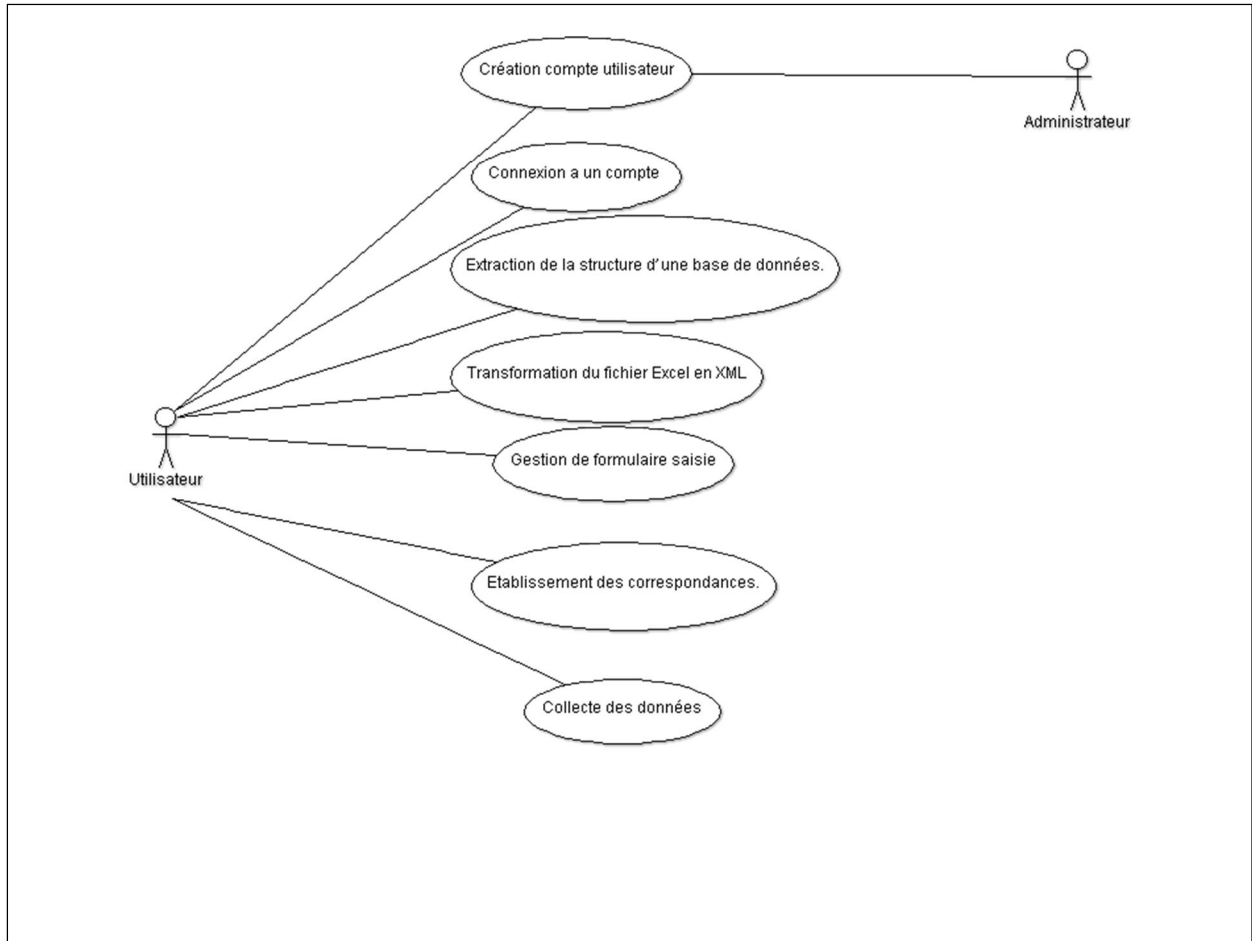 Création compte utilisateur
Administrateur
Connexion a un compte
Extraction de la structure d'une base de données.
Transformation du fichier Excel en XML
Gestion de formulaire saisie
Utilisateur
Etablissement des correspondances.
Collecte des données